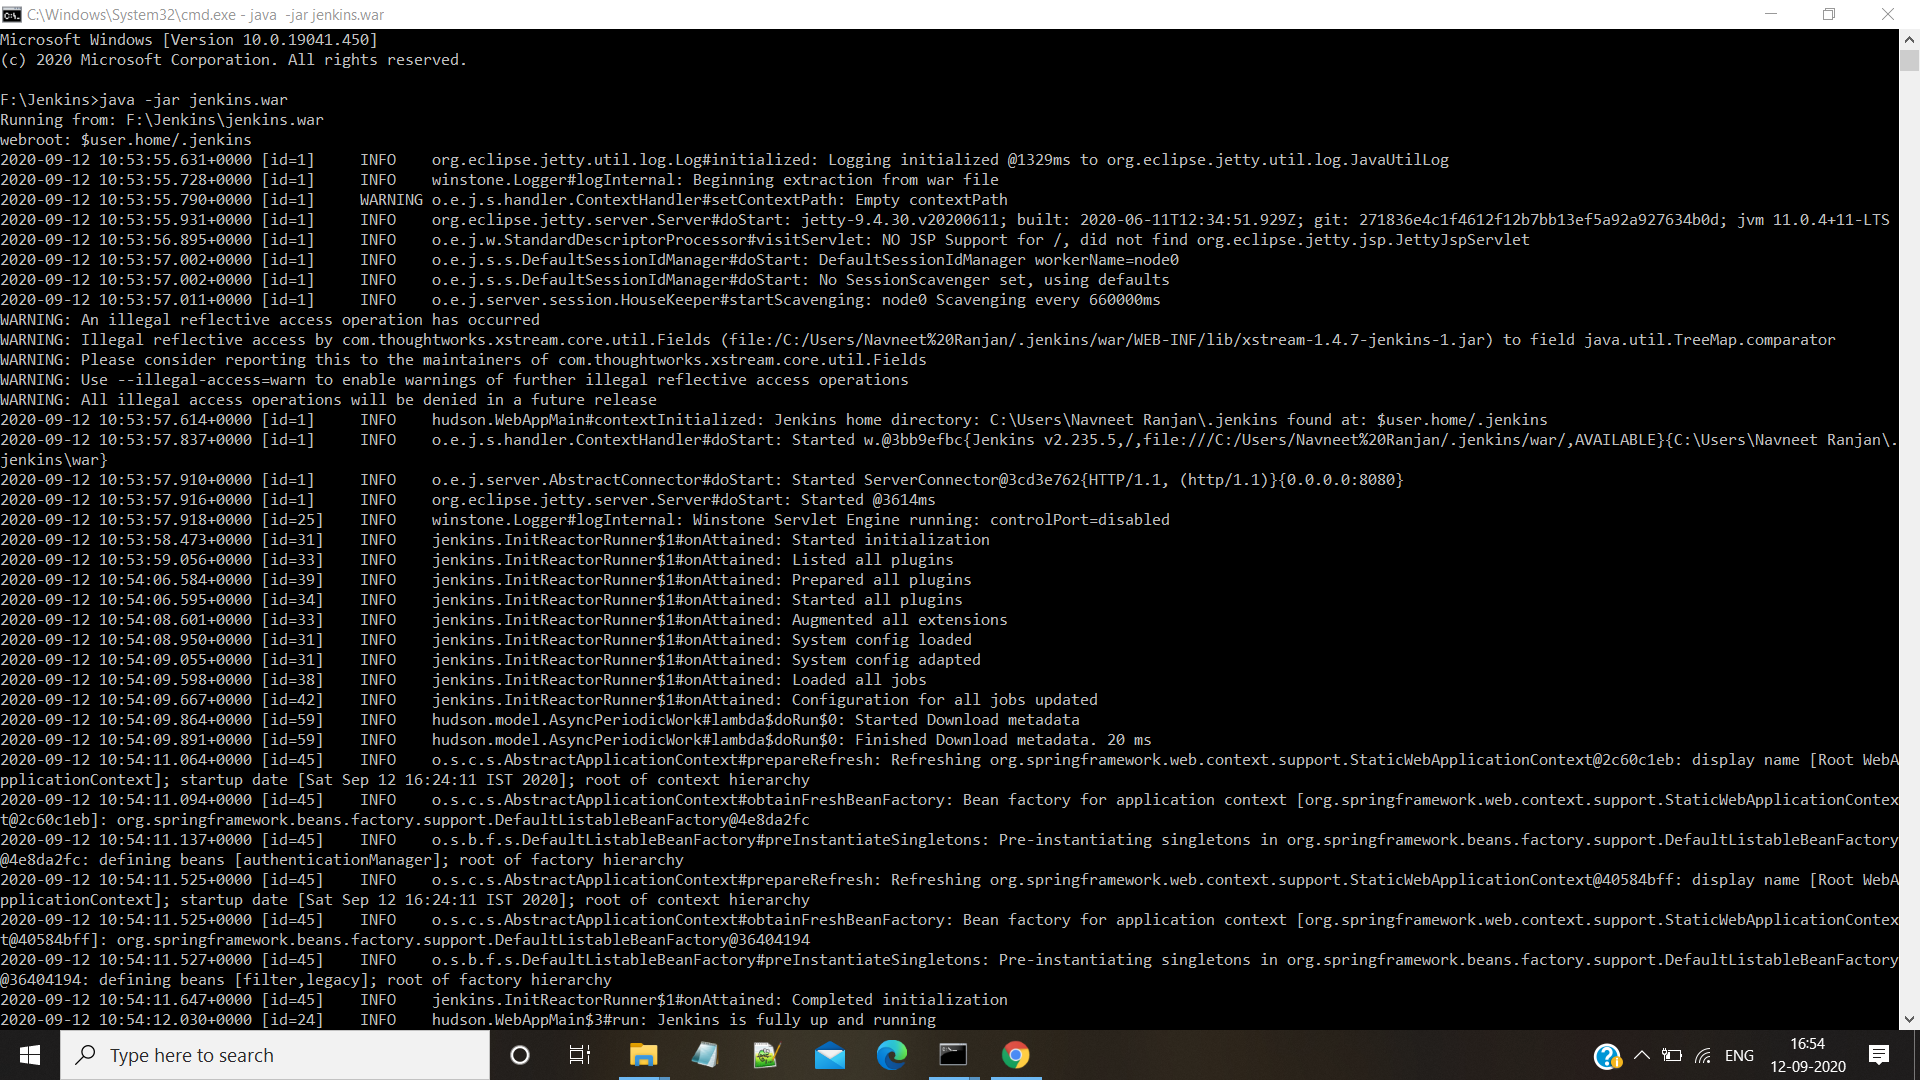 C:\Windows\System32\cmd.exe - java  -jar jenkins.war
Microsoft Windows [Version 10.0.19041.450]
(c) 2020 Microsoft Corporation. All rights reserved.
F:\Jenkins>java -jar jenkins.war
Running from: F:\Jenkins\jenkins.war
webroot: $user.home/.jenkins
2020-09-12 10:53:55.631+0000 [id=1]     INFO    org.eclipse.jetty.util.log.Log#initialized: Logging initialized @1329ms to org.eclipse.jetty.util.log.JavaUtilLog
2020-09-12 10:53:55.728+0000 [id=1]     INFO    winstone.Logger#logInternal: Beginning extraction from war file
2020-09-12 10:53:55.790+0000 [id=1]     WARNING o.e.j.s.handler.ContextHandler#setContextPath: Empty contextPath
2020-09-12 10:53:55.931+0000 [id=1]     INFO    org.eclipse.jetty.server.Server#doStart: jetty-9.4.30.v20200611; built: 2020-06-11T12:34:51.929Z; git: 271836e4c1f4612f12b7bb13ef5a92a927634b0d; jvm 11.0.4+11-LTS
2020-09-12 10:53:56.895+0000 [id=1]     INFO    o.e.j.w.StandardDescriptorProcessor#visitServlet: NO JSP Support for /, did not find org.eclipse.jetty.jsp.JettyJspServlet
2020-09-12 10:53:57.002+0000 [id=1]     INFO    o.e.j.s.s.DefaultSessionIdManager#doStart: DefaultSessionIdManager workerName=node0
2020-09-12 10:53:57.002+0000 [id=1]     INFO    o.e.j.s.s.DefaultSessionIdManager#doStart: No SessionScavenger set, using defaults
2020-09-12 10:53:57.011+0000 [id=1]     INFO    o.e.j.server.session.HouseKeeper#startScavenging: node0 Scavenging every 660000ms
WARNING: An illegal reflective access operation has occurred
WARNING: Illegal reflective access by com.thoughtworks.xstream.core.util.Fields (file:/C:/Users/Navneet%20Ranjan/.jenkins/war/WEB-INF/lib/xstream-1.4.7-jenkins-1.jar) to field java.util.TreeMap.comparator
WARNING: Please consider reporting this to the maintainers of com.thoughtworks.xstream.core.util.Fields
WARNING: Use --illegal-access=warn to enable warnings of further illegal reflective access operations
WARNING: All illegal access operations will be denied in a future release
2020-09-12 10:53:57.614+0000 [id=1]     INFO    hudson.WebAppMain#contextInitialized: Jenkins home directory: C:\Users\Navneet Ranjan\.jenkins found at: $user.home/.jenkins
2020-09-12 10:53:57.837+0000 [id=1]     INFO    o.e.j.s.handler.ContextHandler#doStart: Started w.@3bb9efbc{Jenkins v2.235.5,/,file:///C:/Users/Navneet%20Ranjan/.jenkins/war/,AVAILABLE}{C:\Users\Navneet Ranjan\.
jenkins\war}
2020-09-12 10:53:57.910+0000 [id=1]     INFO    o.e.j.server.AbstractConnector#doStart: Started ServerConnector@3cd3e762{HTTP/1.1, (http/1.1)}{0.0.0.0:8080}
2020-09-12 10:53:57.916+0000 [id=1]     INFO    org.eclipse.jetty.server.Server#doStart: Started @3614ms
2020-09-12 10:53:57.918+0000 [id=25]    INFO    winstone.Logger#logInternal: Winstone Servlet Engine running: controlPort=disabled
2020-09-12 10:53:58.473+0000 [id=31]    INFO    jenkins.InitReactorRunner$1#onAttained: Started initialization
2020-09-12 10:53:59.056+0000 [id=33]    INFO    jenkins.InitReactorRunner$1#onAttained: Listed all plugins
2020-09-12 10:54:06.584+0000 [id=39]    INFO    jenkins.InitReactorRunner$1#onAttained: Prepared all plugins
2020-09-12 10:54:06.595+0000 [id=34]    INFO    jenkins.InitReactorRunner$1#onAttained: Started all plugins
2020-09-12 10:54:08.601+0000 [id=33]    INFO    jenkins.InitReactorRunner$1#onAttained: Augmented all extensions
2020-09-12 10:54:08.950+0000 [id=31]    INFO    jenkins.InitReactorRunner$1#onAttained: System config loaded
2020-09-12 10:54:09.055+0000 [id=31]    INFO    jenkins.InitReactorRunner$1#onAttained: System config adapted
2020-09-12 10:54:09.598+0000 [id=38]    INFO    jenkins.InitReactorRunner$1#onAttained: Loaded all jobs
2020-09-12 10:54:09.667+0000 [id=42]    INFO    jenkins.InitReactorRunner$1#onAttained: Configuration for all jobs updated
2020-09-12 10:54:09.864+0000 [id=59]    INFO    hudson.model.AsyncPeriodicWork#lambda$doRun$0: Started Download metadata
2020-09-12 10:54:09.891+0000 [id=59]    INFO    hudson.model.AsyncPeriodicWork#lambda$doRun$0: Finished Download metadata. 20 ms
2020-09-12 10:54:11.064+0000 [id=45]    INFO    o.s.c.s.AbstractApplicationContext#prepareRefresh: Refreshing org.springframework.web.context.support.StaticWebApplicationContext@2c60c1eb: display name [Root WebA
pplicationContext]; startup date [Sat Sep 12 16:24:11 IST 2020]; root of context hierarchy
2020-09-12 10:54:11.094+0000 [id=45]    INFO    o.s.c.s.AbstractApplicationContext#obtainFreshBeanFactory: Bean factory for application context [org.springframework.web.context.support.StaticWebApplicationContex
t@2c60c1eb]: org.springframework.beans.factory.support.DefaultListableBeanFactory@4e8da2fc
2020-09-12 10:54:11.137+0000 [id=45]    INFO    o.s.b.f.s.DefaultListableBeanFactory#preInstantiateSingletons: Pre-instantiating singletons in org.springframework.beans.factory.support.DefaultListableBeanFactory
@4e8da2fc: defining beans [authenticationManager]; root of factory hierarchy
2020-09-12 10:54:11.525+0000 [id=45]    INFO    o.s.c.s.AbstractApplicationContext#prepareRefresh: Refreshing org.springframework.web.context.support.StaticWebApplicationContext@40584bff: display name [Root WebA
pplicationContext]; startup date [Sat Sep 12 16:24:11 IST 2020]; root of context hierarchy
2020-09-12 10:54:11.525+0000 [id=45]    INFO    o.s.c.s.AbstractApplicationContext#obtainFreshBeanFactory: Bean factory for application context [org.springframework.web.context.support.StaticWebApplicationContex
t@40584bff]: org.springframework.beans.factory.support.DefaultListableBeanFactory@36404194
2020-09-12 10:54:11.527+0000 [id=45]    INFO    o.s.b.f.s.DefaultListableBeanFactory#preInstantiateSingletons: Pre-instantiating singletons in org.springframework.beans.factory.support.DefaultListableBeanFactory
@36404194: defining beans [filter,legacy]; root of factory hierarchy
2020-09-12 10:54:11.647+0000 [id=45]    INFO    jenkins.InitReactorRunner$1#onAttained: Completed initialization
2020-09-12 10:54:12.030+0000 [id=24]    INFO    hudson.WebAppMain$3#run: Jenkins is fully up and running
Type here to search
ENG
16:54
12-09-2020